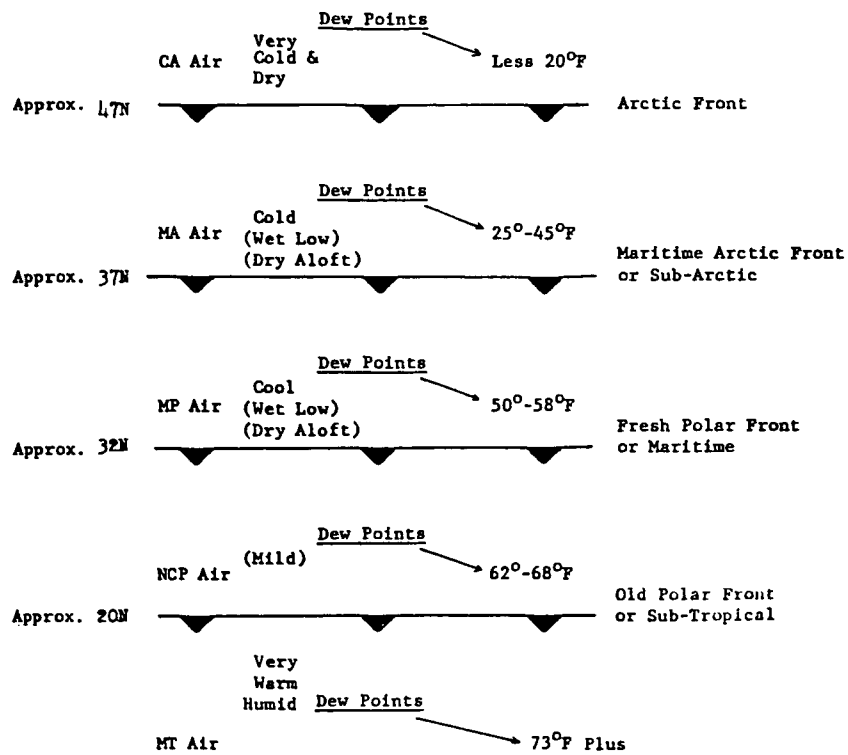 Dew Points
CA Air Very Cold & Dry Less 20°F
Approx. 47N Arctic Front
Dew Points
MA Air Cold (Wet Low) (Dry Aloft) 25°-45°F
Approx. 37N Maritime Arctic Front or Sub-Arctic
Dew Points
MP Air Cool (Wet Low) (Dry Aloft) 50°-58°F
Approx. 32N Fresh Polar Front or Maritime
Dew Points
NCP Air (Mild) 62°-68°F
Approx. 20N Old Polar Front or Sub-Tropical
Very Warm Humid Dew Points
MT Air 73°F Plus